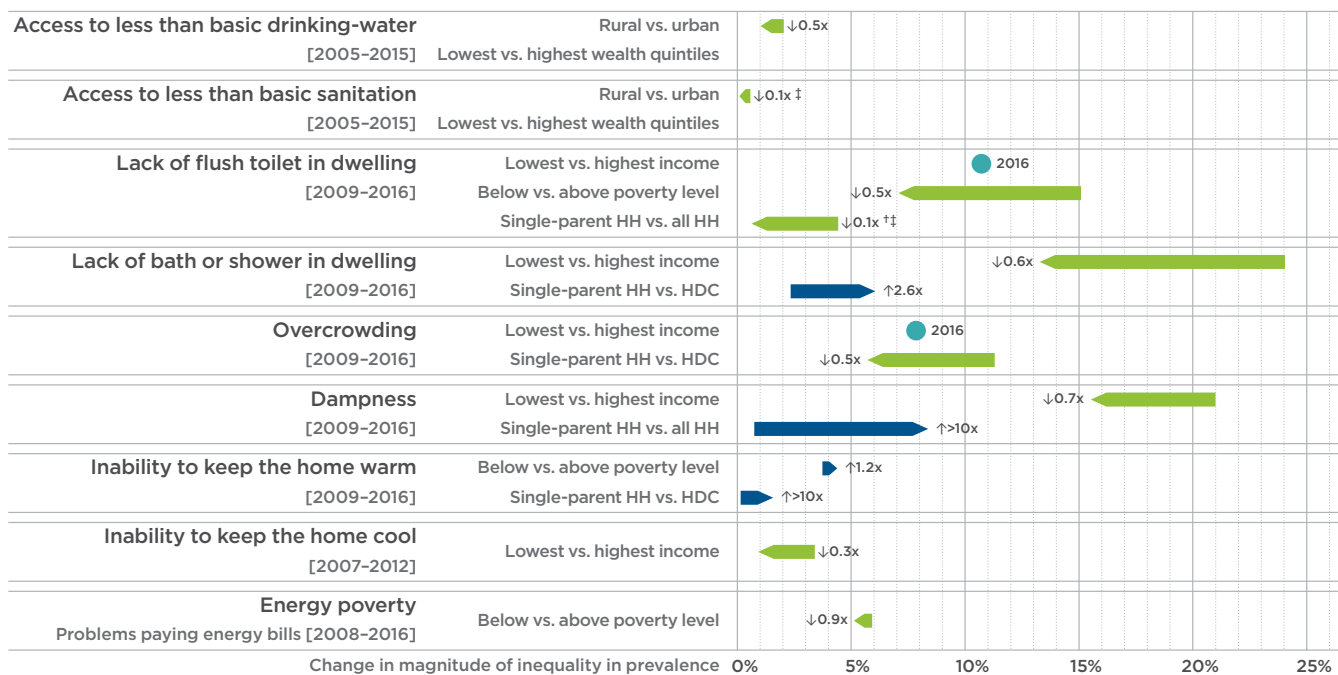 Access to less than basic drinking-water Rural vs. urban ↓0.5x
[2005–2015] Lowest vs. highest wealth quintiles
Access to less than basic sanitation Rural vs. urban ↓0.1x ‡
[2005–2015] Lowest vs. highest wealth quintiles
Lack of flush toilet in dwelling Lowest vs. highest income 2016
[2009–2016] Below vs. above poverty level ↓0.5x
Single-parent HH vs. all HH ↓0.1x †‡
Lack of bath or shower in dwelling Lowest vs. highest income ↓0.6x
[2009–2016] Single-parent HH vs. HDC ↑2.6x
Overcrowding Lowest vs. highest income 2016
[2009–2016] Single-parent HH vs. HDC ↓0.5x
Dampness Lowest vs. highest income ↓0.7x
[2009–2016] Single-parent HH vs. all HH ↑>10x
Inability to keep the home warm Below vs. above poverty level ↑1.2x
[2009–2016] Single-parent HH vs. HDC ↑>10x
Inability to keep the home cool
Lowest vs. highest income ↓0.3x
[2007–2012]
Energy poverty
Below vs. above poverty level ↓0.9x
Problems paying energy bills [2008–2016]
Change in magnitude of inequality in prevalence 0% 5% 10% 15% 20% 25%